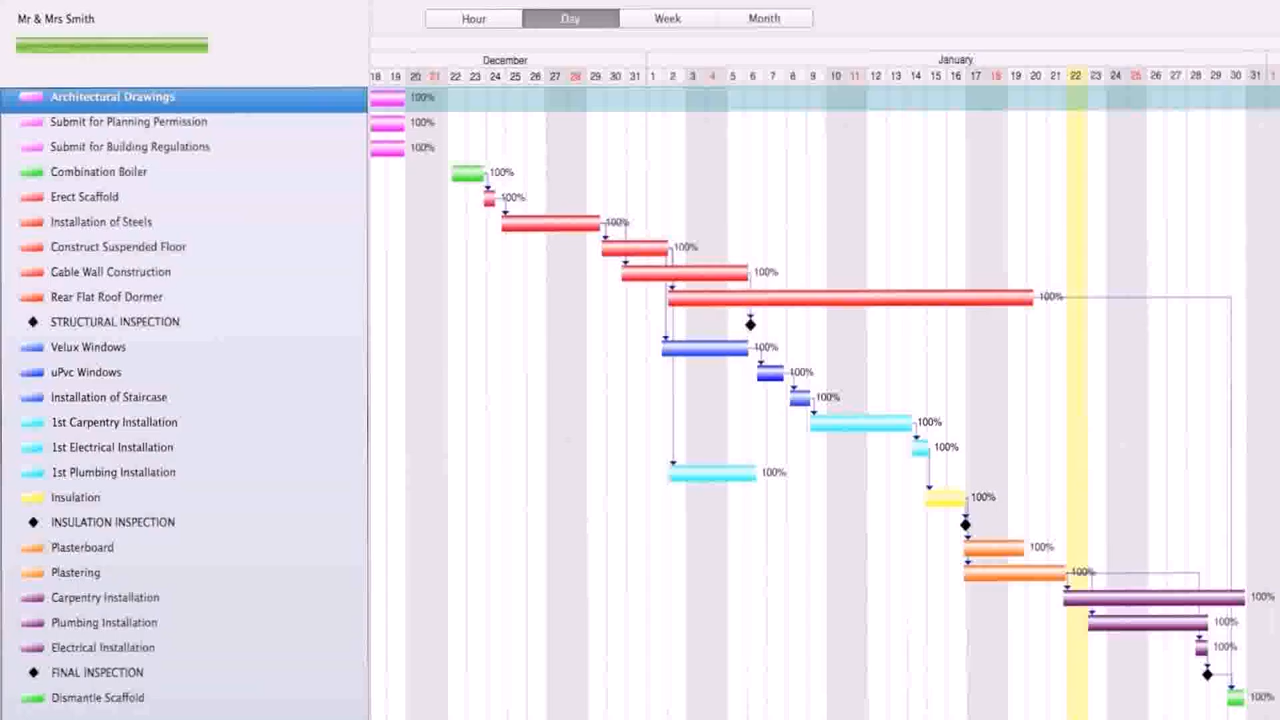 Mr & Mrs Smith
Hour Day Week Month
December January
18 19 20 21 22 23 24 25 26 27 28 29 30 31 1 2 3 4 5 6 7 8 9 10 11 12 13 14 15 16 17 18 19 20 21 22 23 24 25 26 27 28 29 30 31 1
Architectural Drawings 100%
Submit for Planning Permission 100%
Submit for Building Regulations 100%
Combination Boiler 100%
Erect Scaffold 100%
Installation of Steels 100%
Construct Suspended Floor 100%
Gable Wall Construction 100%
Rear Flat Roof Dormer 100%
STRUCTURAL INSPECTION
Velux Windows 100%
uPvc Windows 100%
Installation of Staircase 100%
1st Carpentry Installation 100%
1st Electrical Installation 100%
1st Plumbing Installation 100%
Insulation 100%
INSULATION INSPECTION
Plasterboard 100%
Plastering 100%
Carpentry Installation 100%
Plumbing Installation 100%
Electrical Installation 100%
FINAL INSPECTION
Dismantle Scaffold 100%